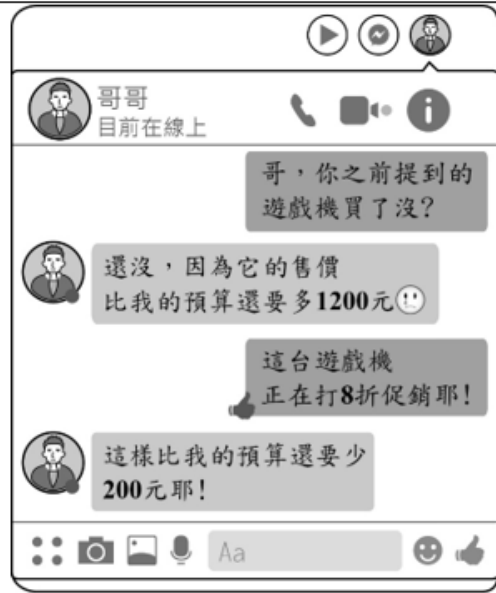 哥哥
目前在線上
哥，你之前提到的
遊戲機買了沒？
還沒，因為它的售價
比我的預算還要多1200元
這台遊戲機
正在打8折促銷耶！
這樣比我的預算還要少
200元耶！
Aa